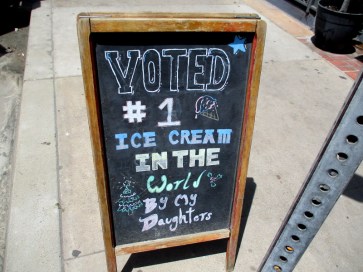 VOTED
#1
ICE CREAM
IN THE
World
By My
Daughters